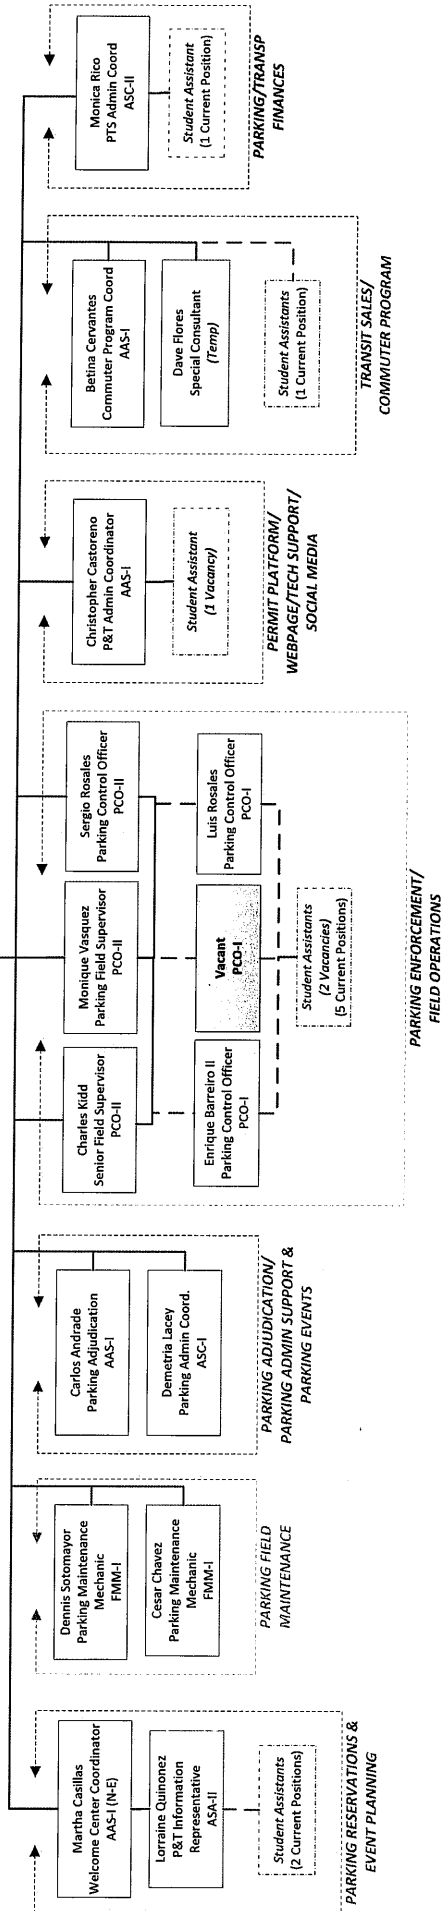 Martha Casillas
Welcome Center Coordinator
AAS-I (N-E)
Lorraine Quinonez
P&T Information
Representative
ASA-II
Student Assistants
(2 Current Positions)
PARKING RESERVATIONS &
EVENT PLANNING
Dennis Sotomayor
Parking Maintenance
Mechanic
FMM-I
Cesar Chavez
Parking Maintenance
Mechanic
FMM-I
PARKING FIELD
MAINTENANCE
Carlos Andrade
Parking Adjudication
AAS-I
Demetria Lacey
Parking Admin Coord.
ASC-I
PARKING ADJUDICATION/
PARKING ADMIN SUPPORT &
PARKING EVENTS
Charles Kidd
Senior Field Supervisor
PCO-II
Monique Vasquez
Parking Field Supervisor
PCO-II
Sergio Rosales
Parking Control Officer
PCO-II
Enrique Barreiro II
Parking Control Officer
PCO-I
Vacant
PCO-I
Luis Rosales
Parking Control Officer
PCO-I
Student Assistants
(2 Vacancies)
(5 Current Positions)
PARKING ENFORCEMENT/
FIELD OPERATIONS
Christopher Castoreno
P&T Admin Coordinator
AAS-I
Student Assistant
(1 Vacancy)
PERMIT PLATFORM/
WEBPAGE/TECH SUPPORT/
SOCIAL MEDIA
Betina Cervantes
Commuter Program Coord
AAS-I
Dave Flores
Special Consultant
(Temp)
Student Assistants
(1 Current Position)
TRANSIT SALES/
COMMUTER PROGRAM
Monica Rico
PTS Admin Coord
ASC-II
Student Assistant
(1 Current Position)
PARKING/TRANSP
FINANCES